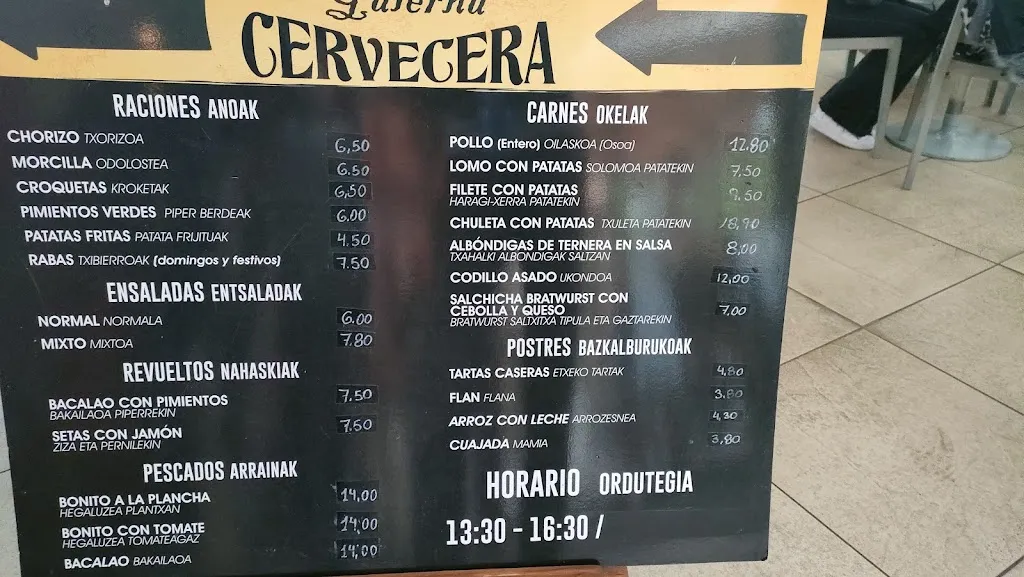 Taberna
CERVECERA
RACIONES ANOAK
CHORIZO TXORIZOA 6,50
MORCILLA ODOLOSTEA 6.50
CROQUETAS KROKETAK 6,50
PIMIENTOS VERDES PIPER BERDEAK 6.00
PATATAS FRITAS PATATA FRIJITUAK 4.50
RABAS TXIBIERROAK (domingos y festivos) 7.50
ENSALADAS ENTSALADAK
NORMAL NORMALA 6.00
MIXTO MIXTOA 7.80
REVUELTOS NAHASKIAK
BACALAO CON PIMIENTOS 7.50
BAKAILAOA PIPERREKIN
SETAS CON JAMÓN 7.50
ZIZA ETA PERNILEKIN
PESCADOS ARRAINAK
BONITO A LA PLANCHA 14,00
HEGALUZEA PLANTXAN
BONITO CON TOMATE 14,00
HEGALUZEA TOMATEAGAZ
BACALAO BAKAILAOA 14,00
CARNES OKELAK
POLLO (Entero) OILASKOA (Osoa) 12.80
LOMO CON PATATAS SOLOMOA PATATEKIN 7,50
FILETE CON PATATAS
HARAGI-XERRA PATATEKIN
CHULETA CON PATATAS TXULETA PATATEKIN 18,90
ALBÓNDIGAS DE TERNERA EN SALSA 8,00
TXAHALKI ALBONDIGAK SALTZAN
CODILLO ASADO UKONDOA 12,00
SALCHICHA BRATWURST CON
CEBOLLA Y QUESO 7,00
BRATWURST SALTXITXA TIPULA ETA GAZTAREKIN
POSTRES BAZKALBURUKOAK
TARTAS CASERAS ETXEKO TARTAK 4,80
FLAN FLANA 3,80
ARROZ CON LECHE ARROZESNEA 4,30
CUAJADA MAMIA 3,80
HORARIO ORDUTEGIA
13:30 - 16:30 /